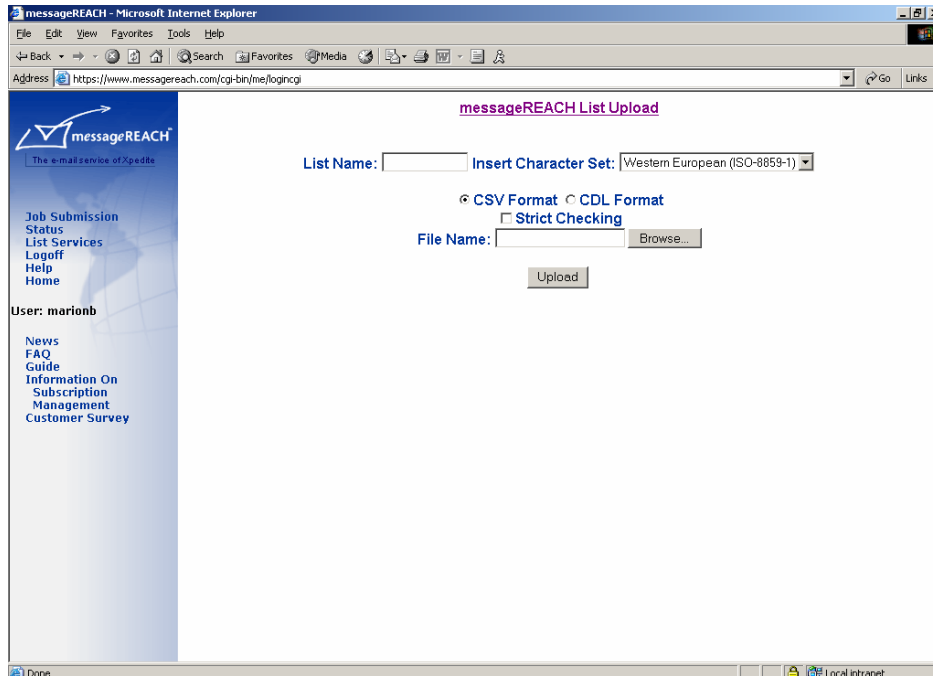 messageREACH - Microsoft Internet Explorer
File Edit View Favorites Tools Help
Back Search Favorites Media
Address https://www.messagereach.com/cgi-bin/me/logincgi Go Links
messageREACH
The e-mail service of Xpedite
Job Submission
Status
List Services
Logoff
Help
Home
User: marionb
News
FAQ
Guide
Information On
Subscription
Management
Customer Survey
messageREACH List Upload
List Name: Insert Character Set: Western European (ISO-8859-1)
CSV Format CDL Format
Strict Checking
File Name: Browse...
Upload
Done Local intranet